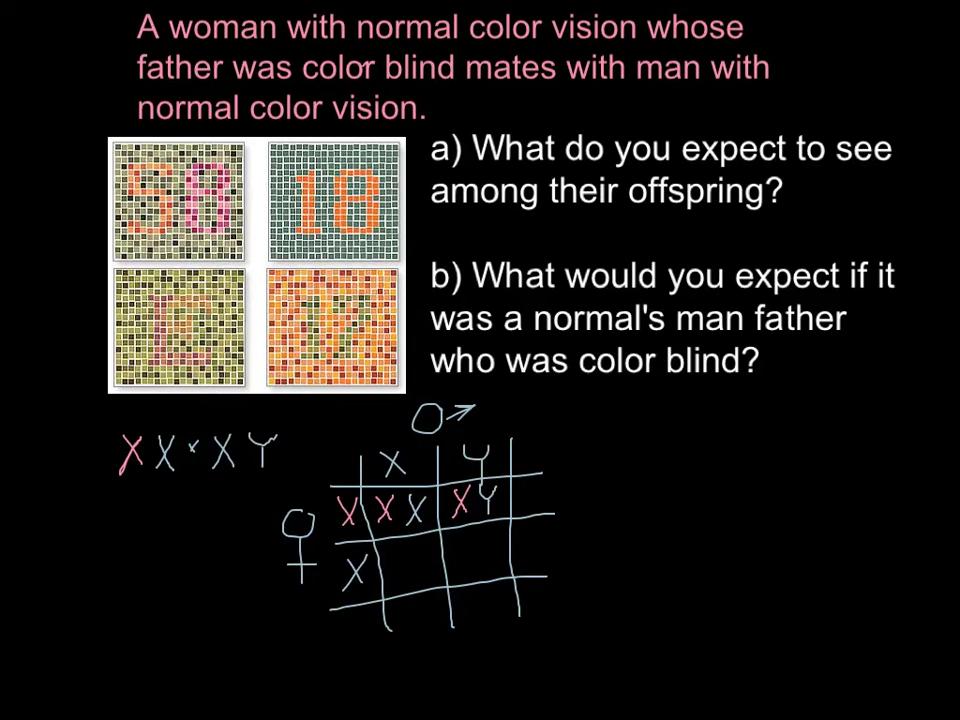 A woman with normal color vision whose
father was color blind mates with man with
normal color vision.
a) What do you expect to see
among their offspring?
b) What would you expect if it
was a normal's man father
who was color blind?
58 18
E 17
♂
X X × X Y
X Y
X X X X Y
♀
X